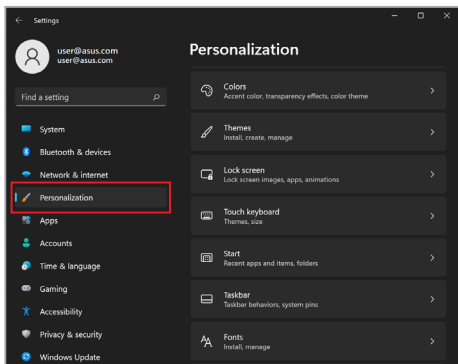 Settings
user@asus.com
user@asus.com
Find a setting
System
Bluetooth & devices
Network & internet
Personalization
Apps
Accounts
Time & language
Gaming
Accessibility
Privacy & security
Windows Update
Personalization
Colors
Accent color, transparency effects, color theme
Themes
Install, create, manage
Lock screen
Lock screen images, apps, animations
Touch keyboard
Themes, size
Start
Recent apps and items, folders
Taskbar
Taskbar behaviors, system pins
Fonts
Install, manage